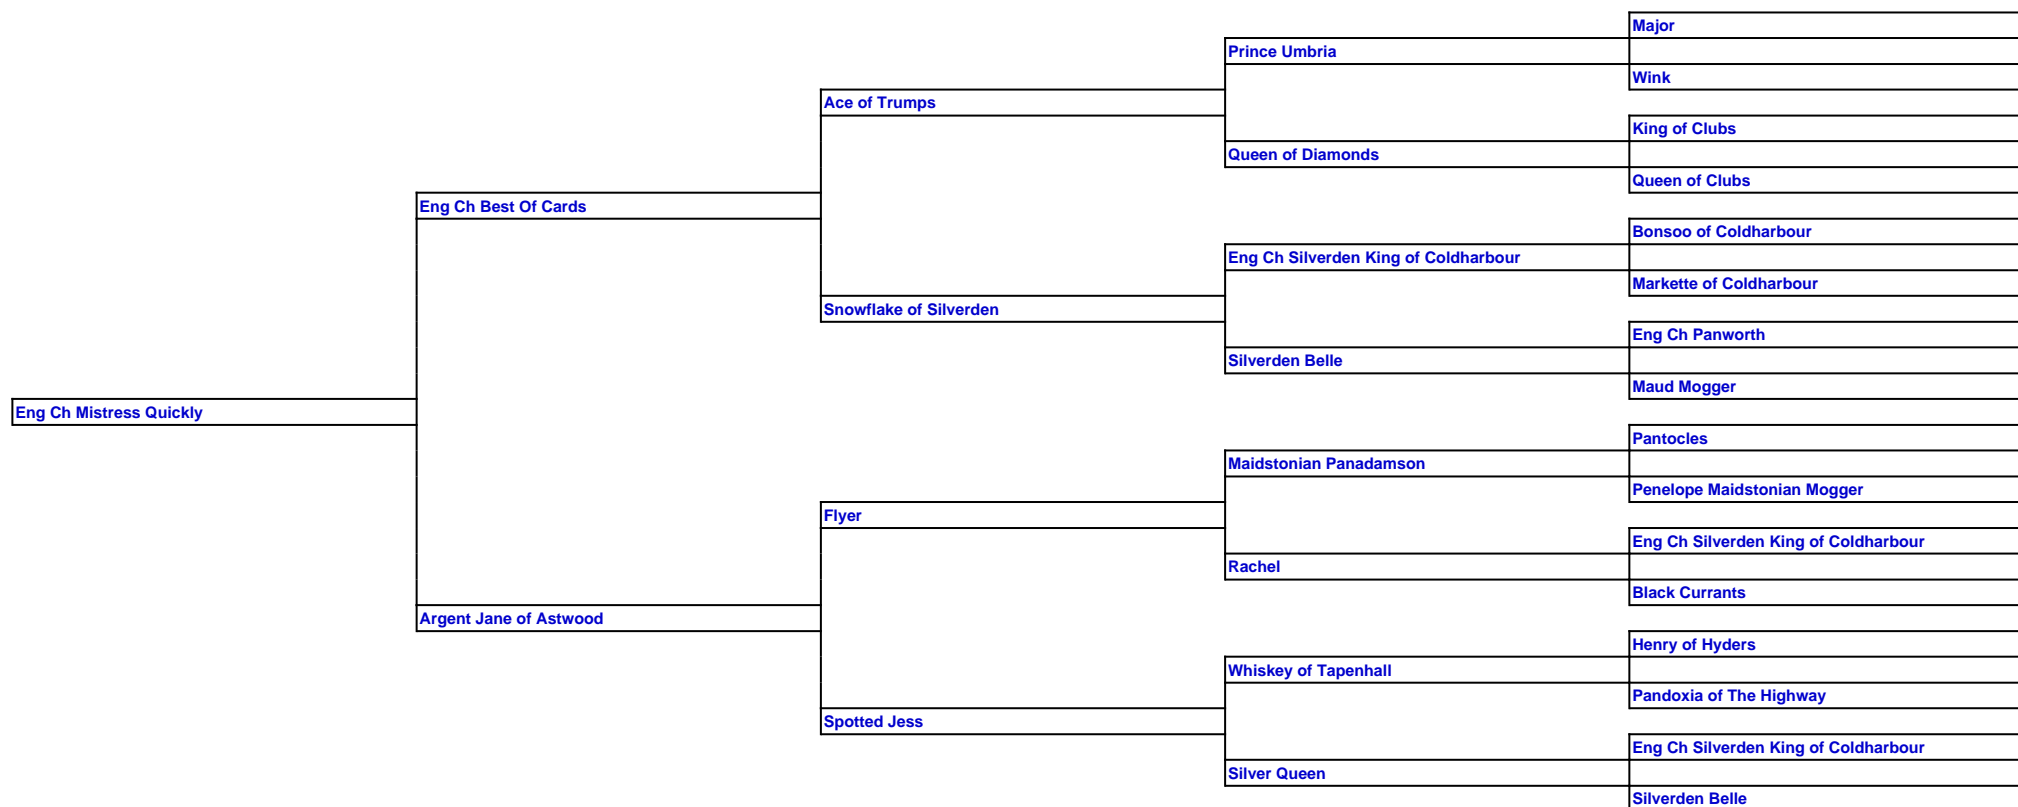 Major
Prince Umbria
Wink
Ace of Trumps
King of Clubs
Queen of Diamonds
Queen of Clubs
Eng Ch Best Of Cards
Bonsoo of Coldharbour
Eng Ch Silverden King of Coldharbour
Markette of Coldharbour
Snowflake of Silverden
Eng Ch Panworth
Silverden Belle
Maud Mogger
Eng Ch Mistress Quickly
Pantocles
Maidstonian Panadamson
Penelope Maidstonian Mogger
Flyer
Eng Ch Silverden King of Coldharbour
Rachel
Black Currants
Argent Jane of Astwood
Henry of Hyders
Whiskey of Tapenhall
Pandoxia of The Highway
Spotted Jess
Eng Ch Silverden King of Coldharbour
Silver Queen
Silverden Belle